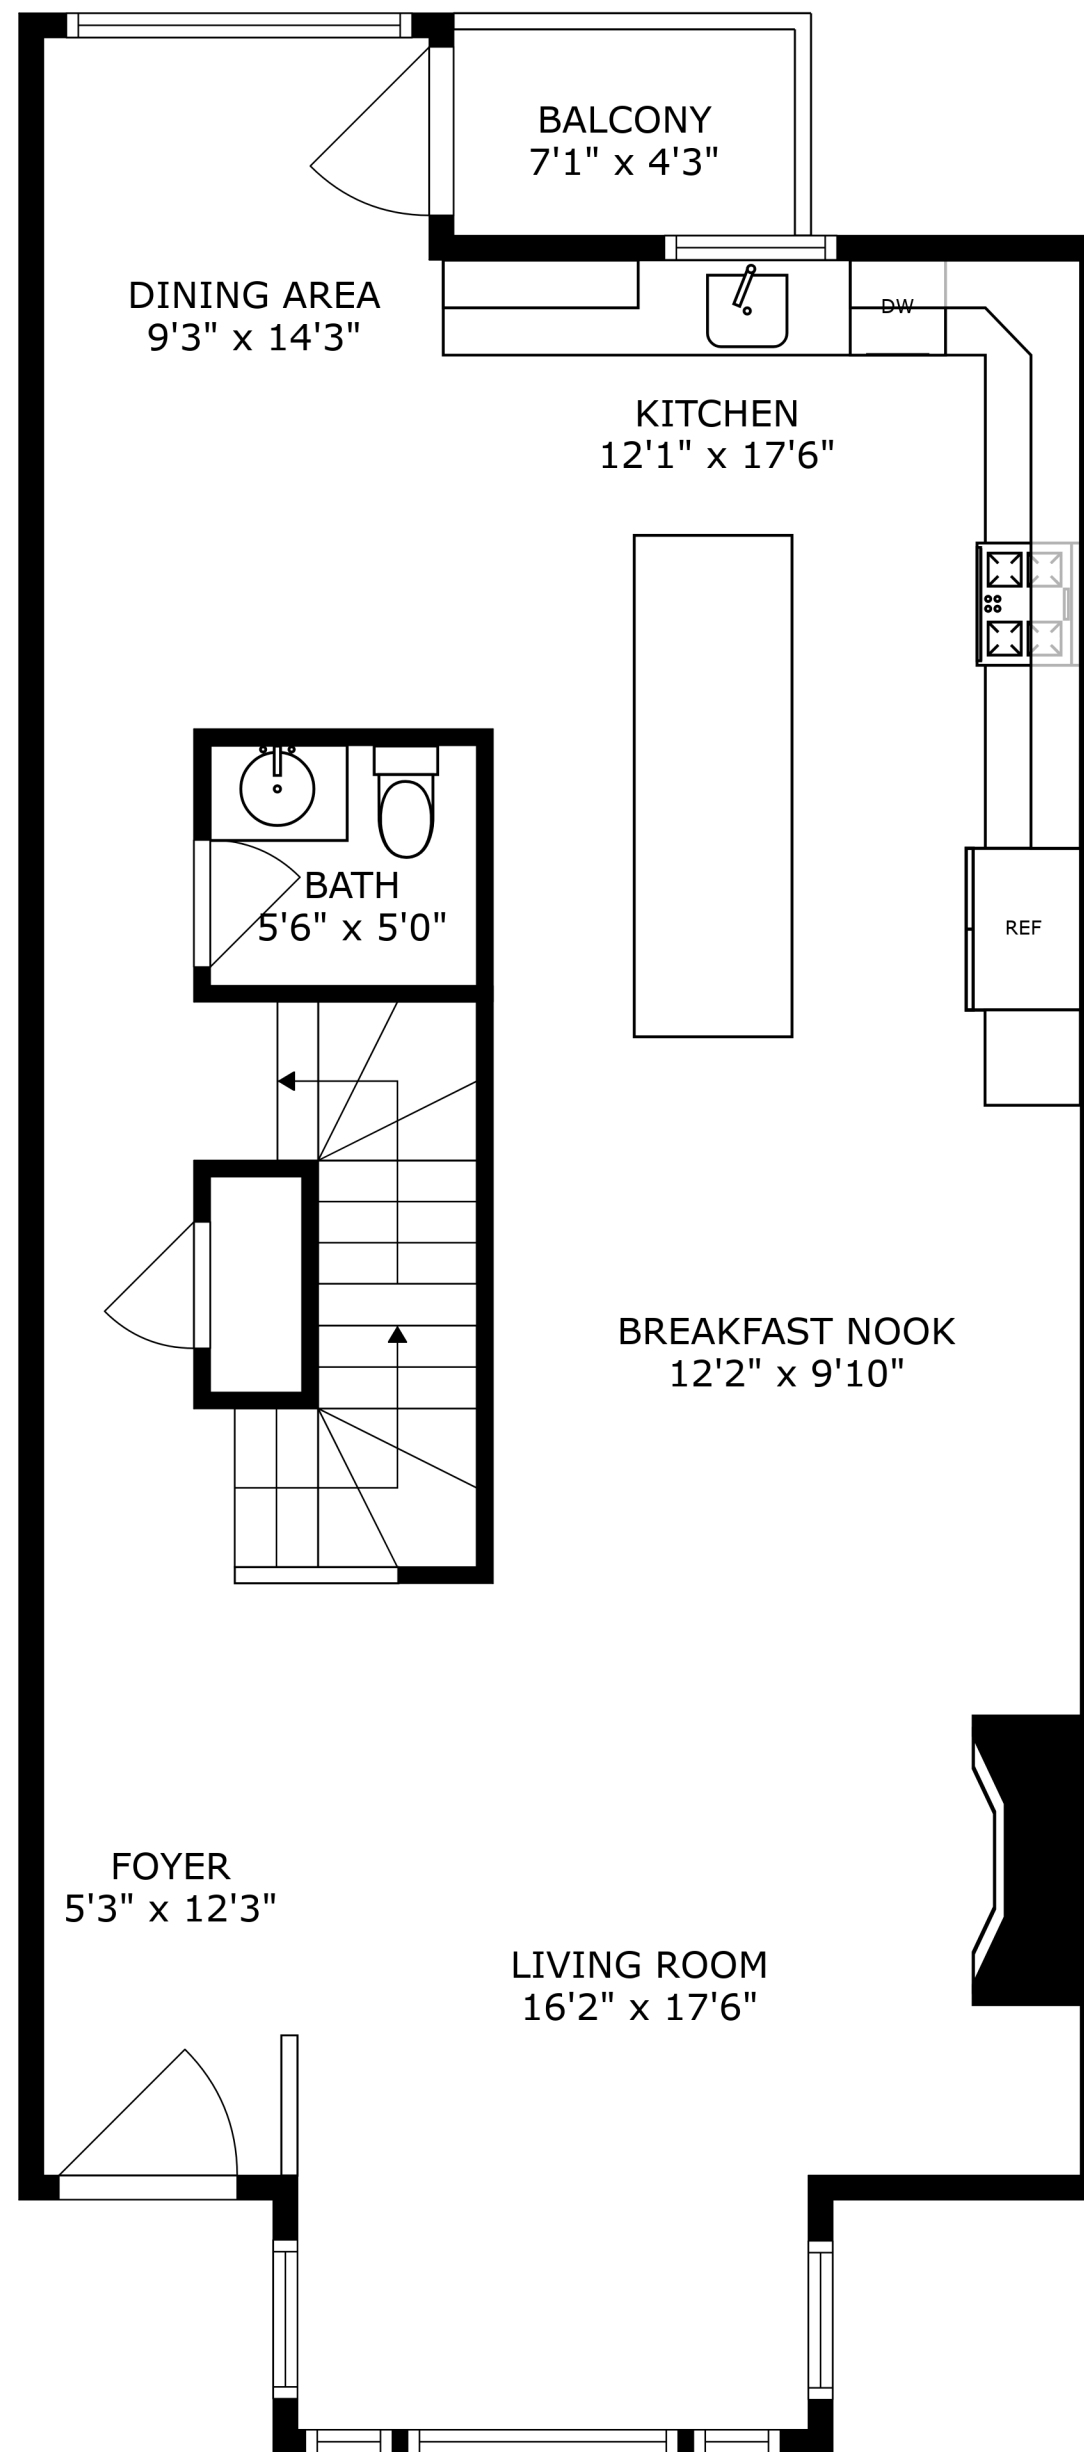 BALCONY
7'1" x 4'3"
DINING AREA
9'3" x 14'3"
DW
KITCHEN
12'1" x 17'6"
BATH
5'6" x 5'0"
REF
BREAKFAST NOOK
12'2" x 9'10"
FOYER
5'3" x 12'3"
LIVING ROOM
16'2" x 17'6"